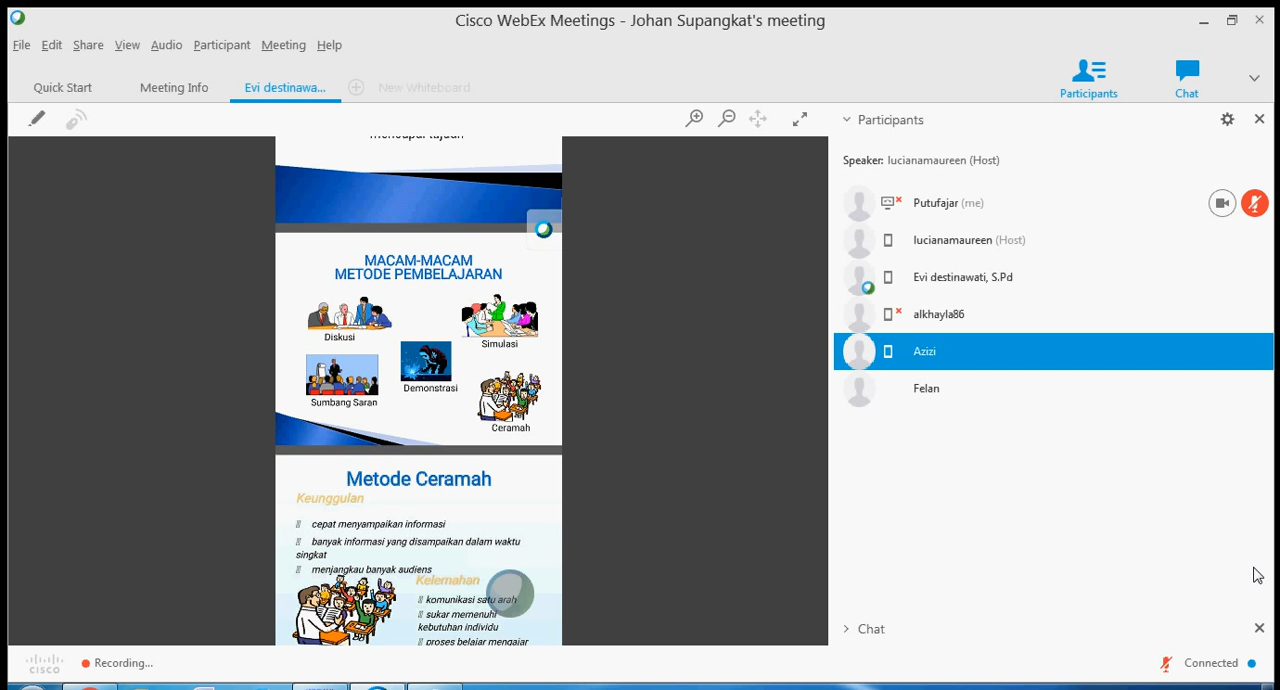 Cisco WebEx Meetings - Johan Supangkat's meeting
File Edit Share View Audio Participant Meeting Help
Quick Start Meeting Info Evi destinawa... New Whiteboard
Participants Chat
Participants
Speaker: lucianamaureen (Host)
Putufajar (me)
lucianamaureen (Host)
Evi destinawati, S.Pd
alkhayla86
Azizi
Felan
Chat
MACAM-MACAM
METODE PEMBELAJARAN
Diskusi
Simulasi
Demonstrasi
Sumbang Saran
Ceramah
Metode Ceramah
Keunggulan
cepat menyampaikan informasi
banyak informasi yang disampaikan dalam waktu
singkat
menjangkau banyak audiens
Kelemahan
komunikasi satu arah
sukar memenuhi
kebutuhan individu
proses belajar mengajar
CISCO
Recording...
Connected